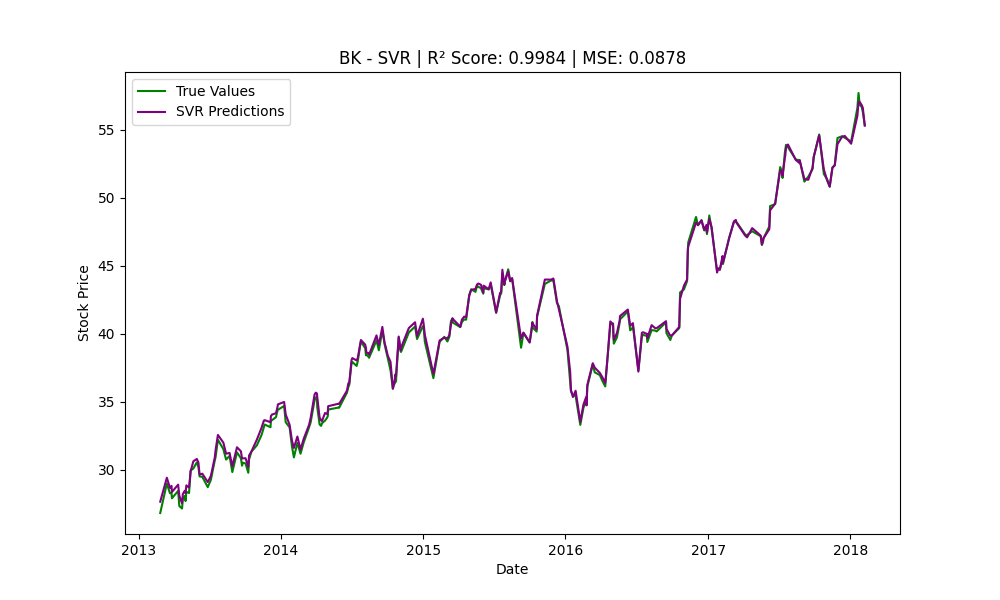 BK - SVR | R² Score: 0.9984 | MSE: 0.0878
True Values
SVR Predictions
Stock Price
55
50
45
40
35
30
2013
2014
2015
2016
2017
2018
Date